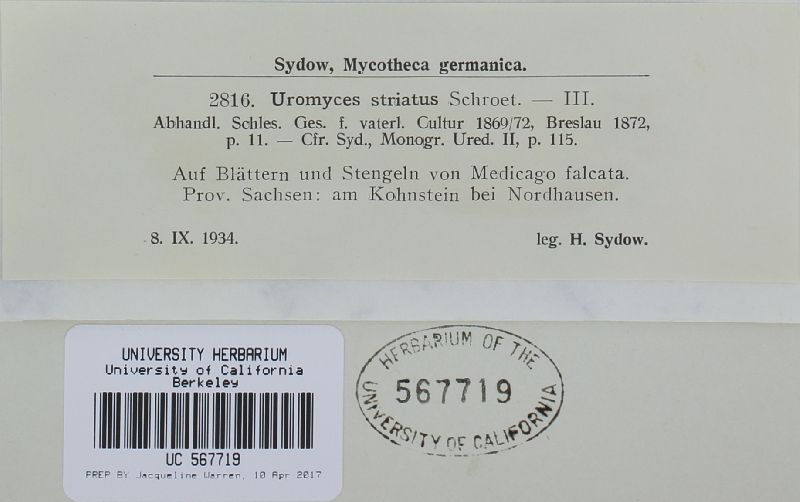 Sydow, Mycotheca germanica.
2816. Uromyces striatus Schroet. — III.
Abhandl. Schles. Ges. f. vaterl. Cultur 1869/72, Breslau 1872,
p. 11. — Cfr. Syd., Monogr. Ured. II, p. 115.
Auf Blättern und Stengeln von Medicago falcata.
Prov. Sachsen: am Kohnstein bei Nordhausen.
8. IX. 1934. leg. H. Sydow.
UNIVERSITY HERBARIUM
University of California
Berkeley
UC 567719
PREP BY Jacqueline Warren, 10 Apr 2017
HERBARIUM OF THE
567719
UNIVERSITY OF CALIFORNIA